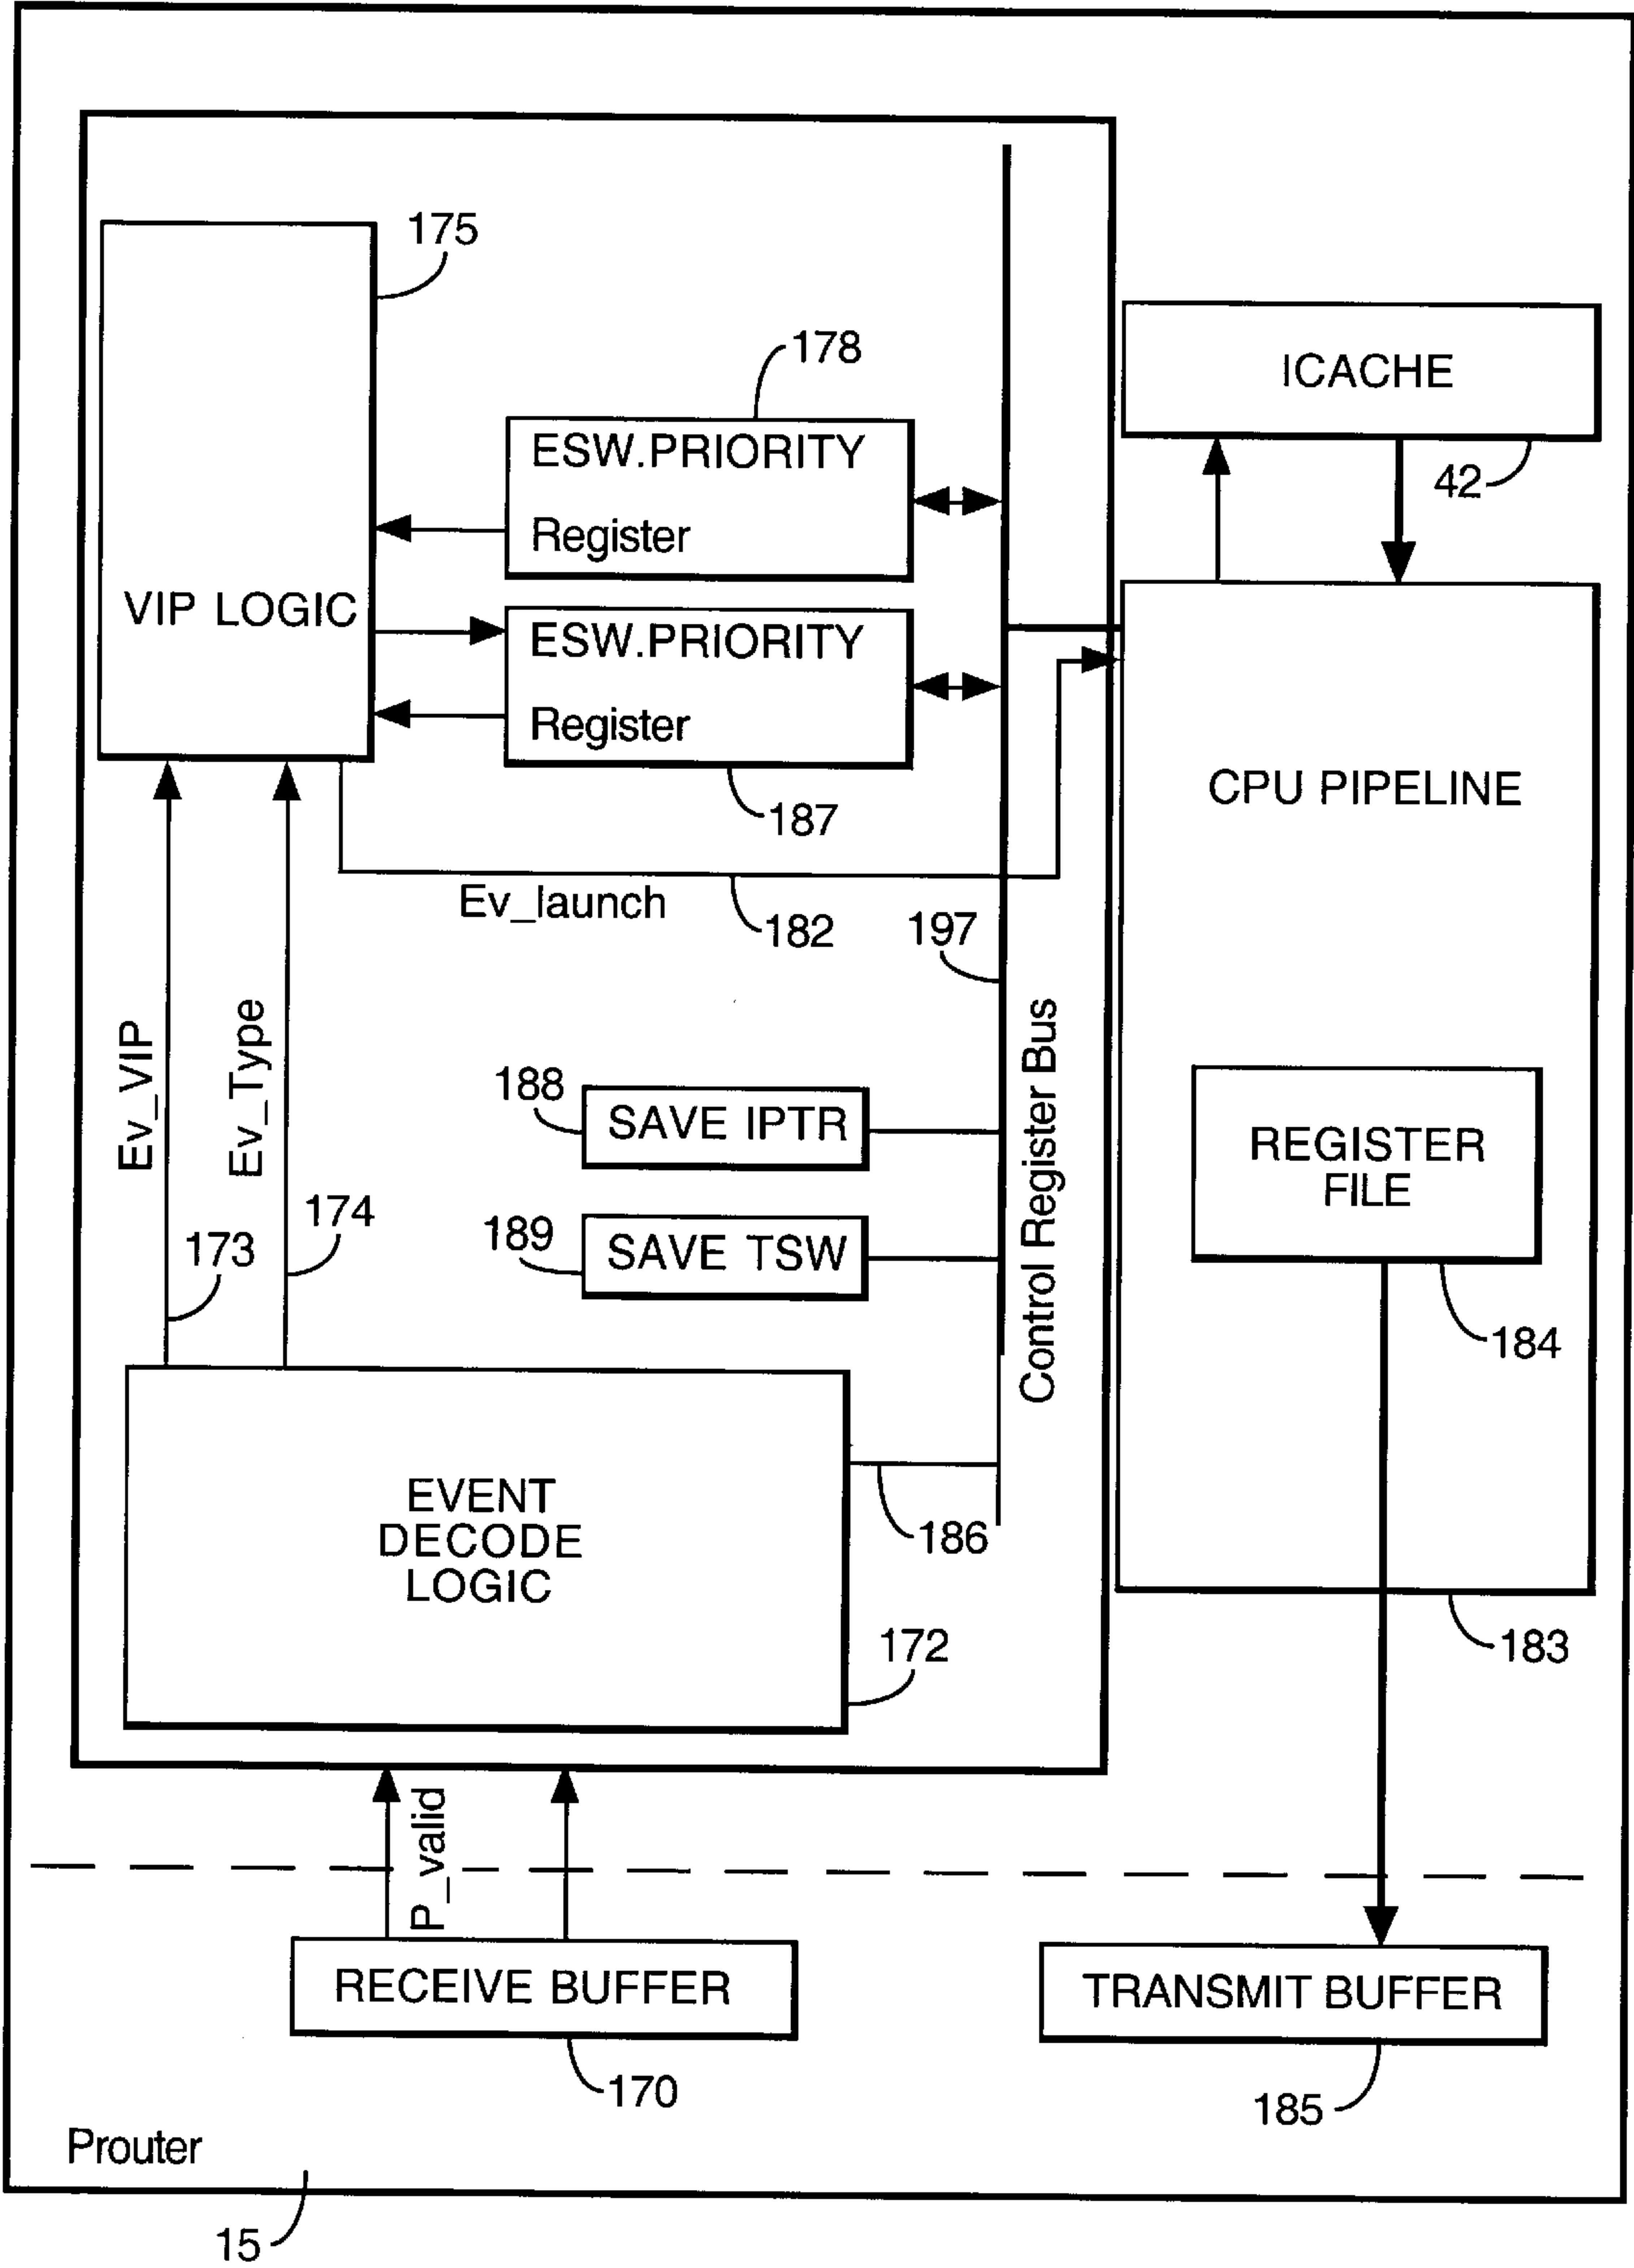 175
178
ESW.PRIORITY
Register
ICACHE
42
VIP LOGIC
ESW.PRIORITY
Register
187
CPU PIPELINE
Ev_launch
182
197
Ev_VIP
Ev_Type
Control Register Bus
188
SAVE IPTR
REGISTER
FILE
173
174
189
SAVE TSW
184
EVENT
DECODE
LOGIC
186
172
183
P_valid
RECEIVE BUFFER
TRANSMIT BUFFER
170
185
Prouter
15